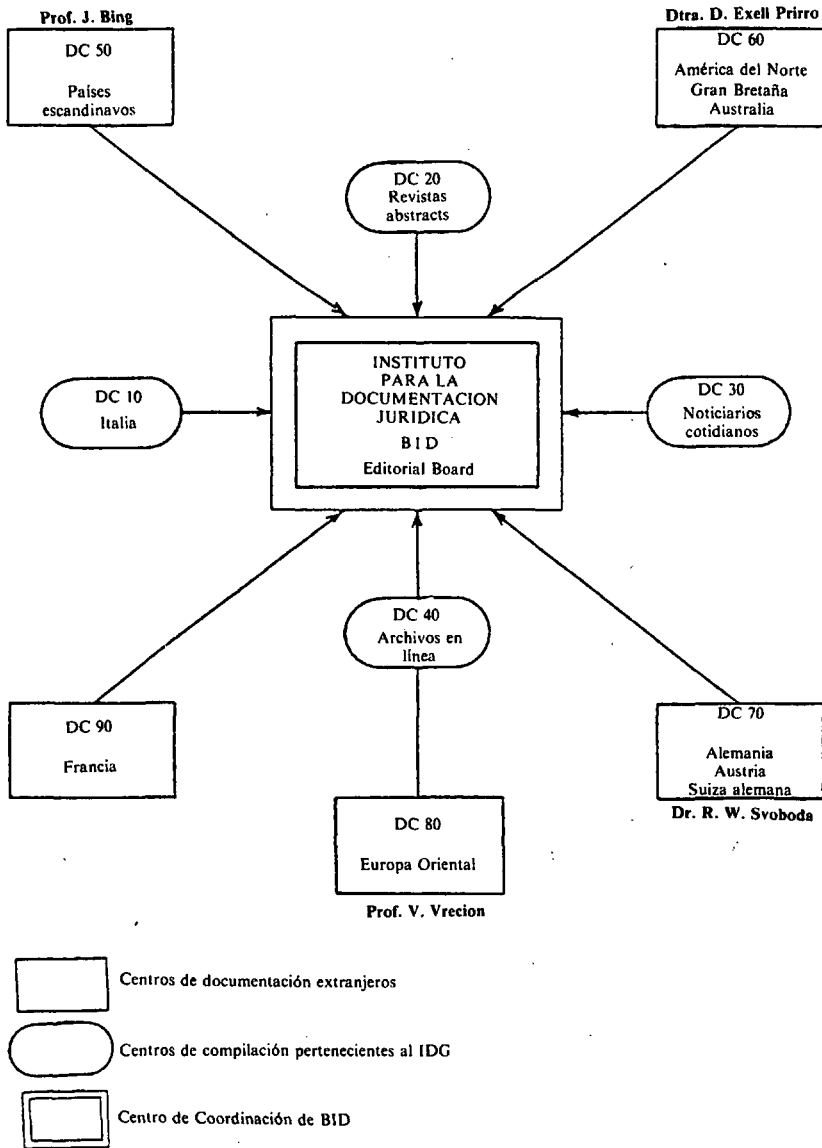 Prof. J. Bing
DC 50
Países
escandinavos
Dtra. D. Exell Prirro
DC 60
América del Norte
Gran Bretaña
Australia
DC 20
Revistas
abstracts
DC 10
Italia
INSTITUTO
PARA LA
DOCUMENTACION
JURIDICA
B I D
Editorial Board
DC 30
Noticiarios
cotidianos
DC 40
Archivos en
línea
DC 90
Francia
DC 80
Europa Oriental
Prof. V. Vrecion
DC 70
Alemania
Austria
Suiza alemana
Dr. R. W. Svoboda
Centros de documentación extranjeros
Centros de compilación pertenecientes al IDG
Centro de Coordinación de BID